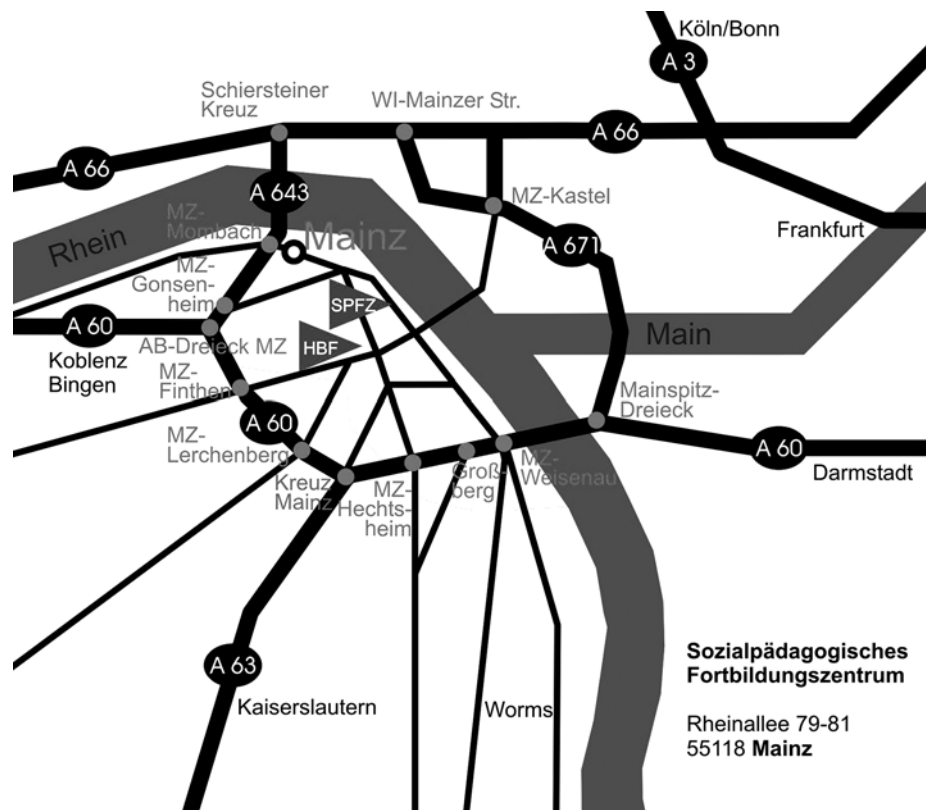 Köln/Bonn
A 3
Schiersteiner
Kreuz
WI-Mainzer Str.
A 66
A 66
A 643
MZ-Kastel
MZ-
Mombach
Mainz
Rhein
A 671
Frankfurt
MZ-
Gonsen-
heim
SPFZ
A 60
AB-Dreieck MZ
HBF
Main
Koblenz
Bingen
MZ-
Finthen
Mainspitz-
Dreieck
A 60
MZ-
Lerchenberg
A 60
Kreuz
Mainz
MZ-
Hechts-
heim
Groß-
berg
MZ-
Weisenau
Darmstadt
A 63
Kaiserslautern
Worms
Sozialpädagogisches
Fortbildungszentrum
Rheinallee 79-81
55118 Mainz